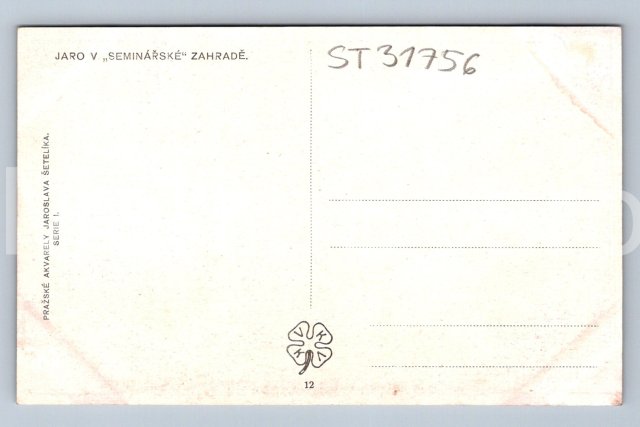 JARO V „SEMINÁŘSKÉ" ZAHRADĚ.
ST31756
PRAŽSKÉ AKVARELY JAROSLAVA ŠETELÍKA.
SERIE I.
V K
K V
12